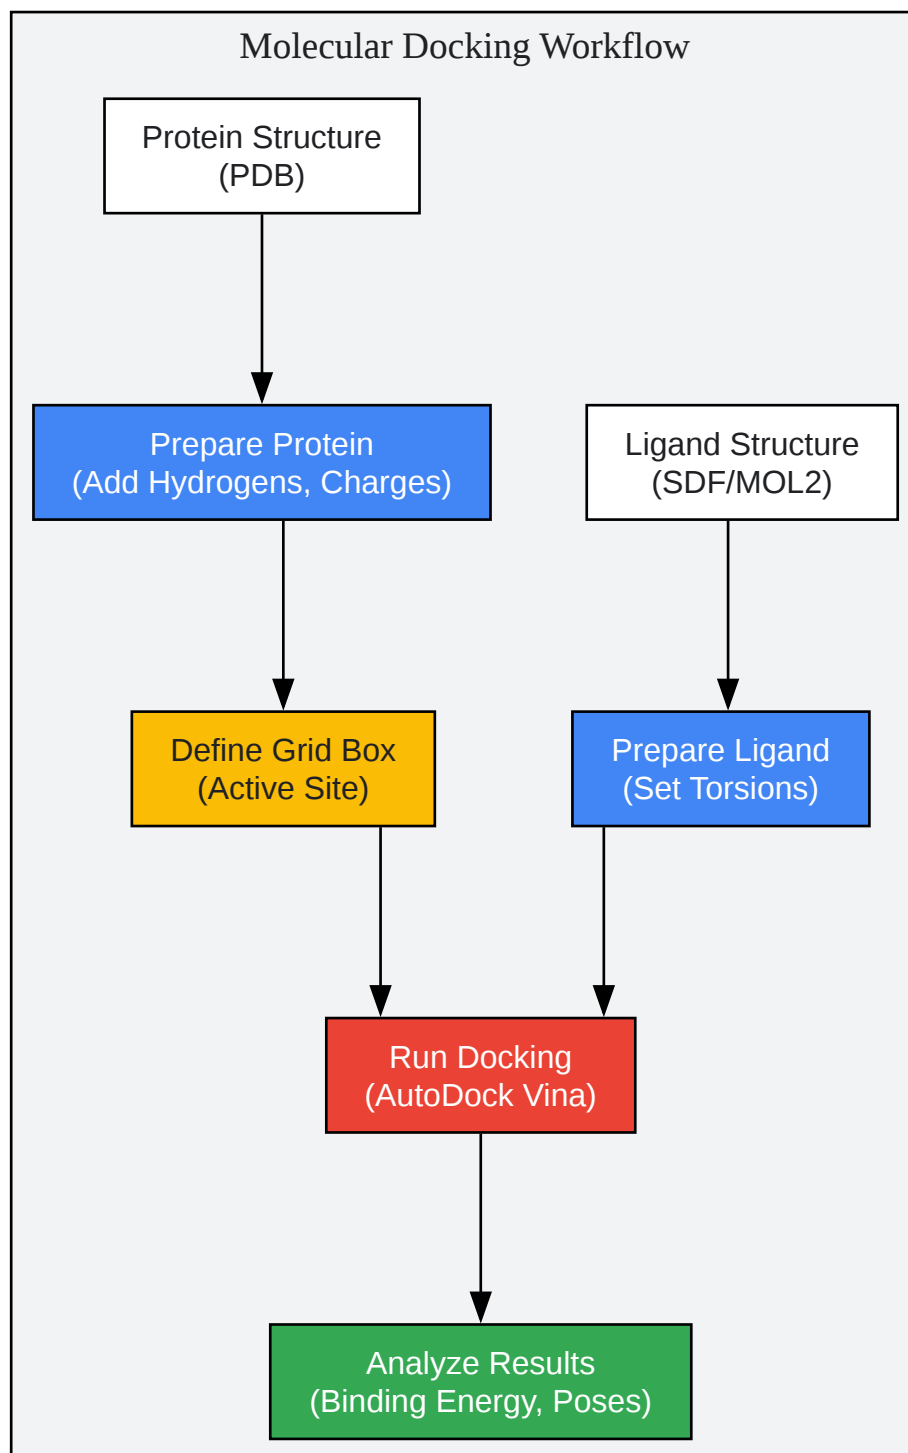 Molecular Docking Workflow
Protein Structure
(PDB)
Prepare Protein
(Add Hydrogens, Charges)
Ligand Structure
(SDF/MOL2)
Define Grid Box
(Active Site)
Prepare Ligand
(Set Torsions)
Run Docking
(AutoDock Vina)
Analyze Results
(Binding Energy, Poses)